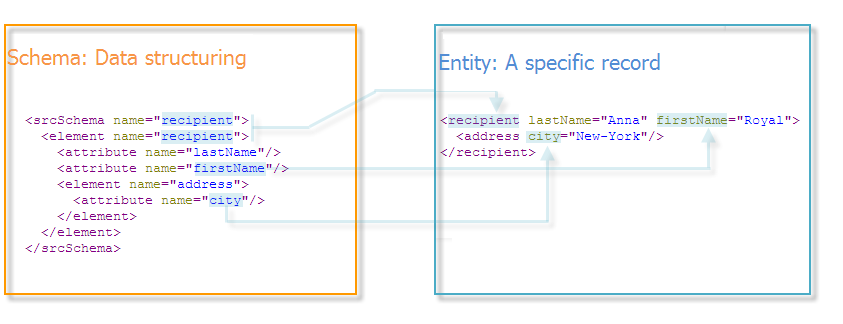 Schema: Data structuring
<srcSchema name="recipient">
<element name="recipient">
<attribute name="lastName"/>
<attribute name="firstName"/>
<element name="address">
<attribute name="city"/>
</element>
</element>
</srcSchema>
Entity: A specific record
<recipient lastName="Anna" firstName="Royal">
<address city="New-York"/>
</recipient>